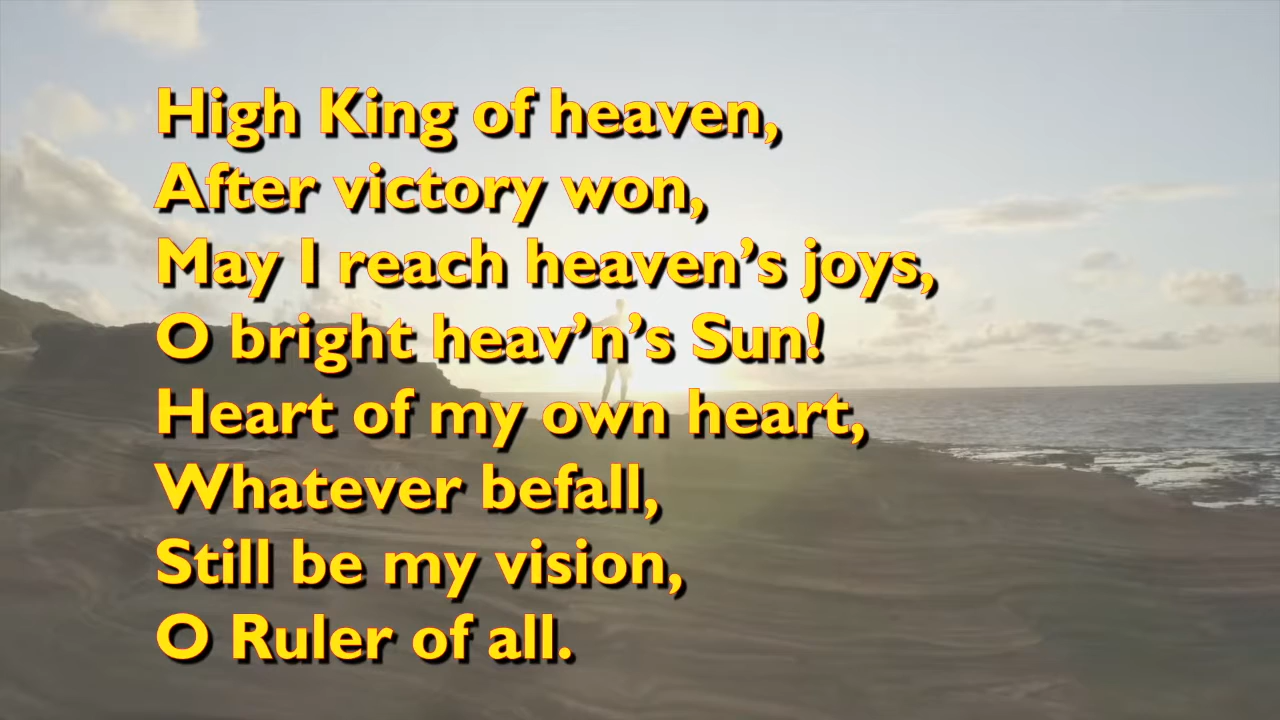 High King of heaven,
After victory won,
May I reach heaven’s joys,
O bright heav’n’s Sun!
Heart of my own heart,
Whatever befall,
Still be my vision,
O Ruler of all.